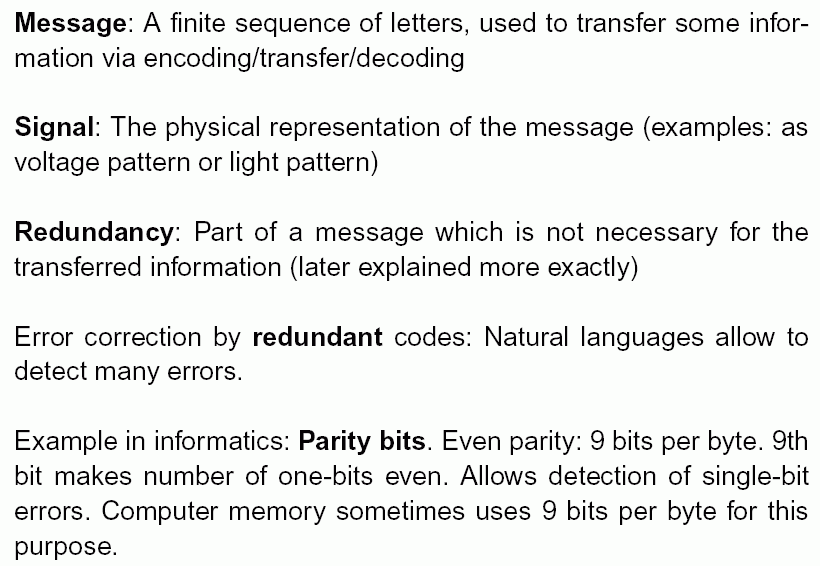 Message: A finite sequence of letters, used to transfer some infor-
mation via encoding/transfer/decoding
Signal: The physical representation of the message (examples: as
voltage pattern or light pattern)
Redundancy: Part of a message which is not necessary for the
transferred information (later explained more exactly)
Error correction by redundant codes: Natural languages allow to
detect many errors.
Example in informatics: Parity bits. Even parity: 9 bits per byte. 9th
bit makes number of one-bits even. Allows detection of single-bit
errors. Computer memory sometimes uses 9 bits per byte for this
purpose.